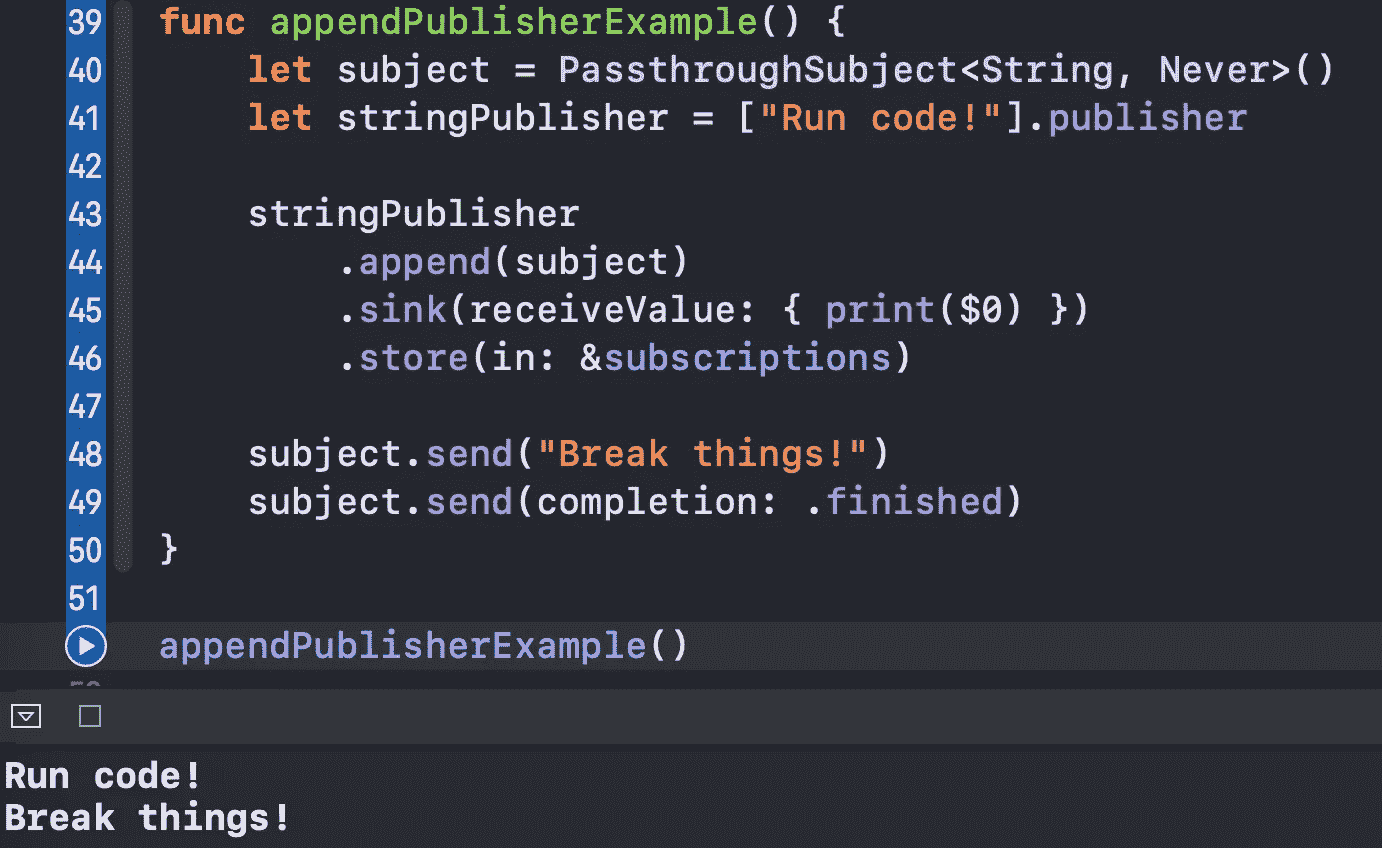 39 func appendPublisherExample() {
40 let subject = PassthroughSubject<String, Never>()
41 let stringPublisher = ["Run code!"].publisher
42
43 stringPublisher
44 .append(subject)
45 .sink(receiveValue: { print($0) })
46 .store(in: &subscriptions)
47
48 subject.send("Break things!")
49 subject.send(completion: .finished)
50 }
51
appendPublisherExample()
Run code!
Break things!